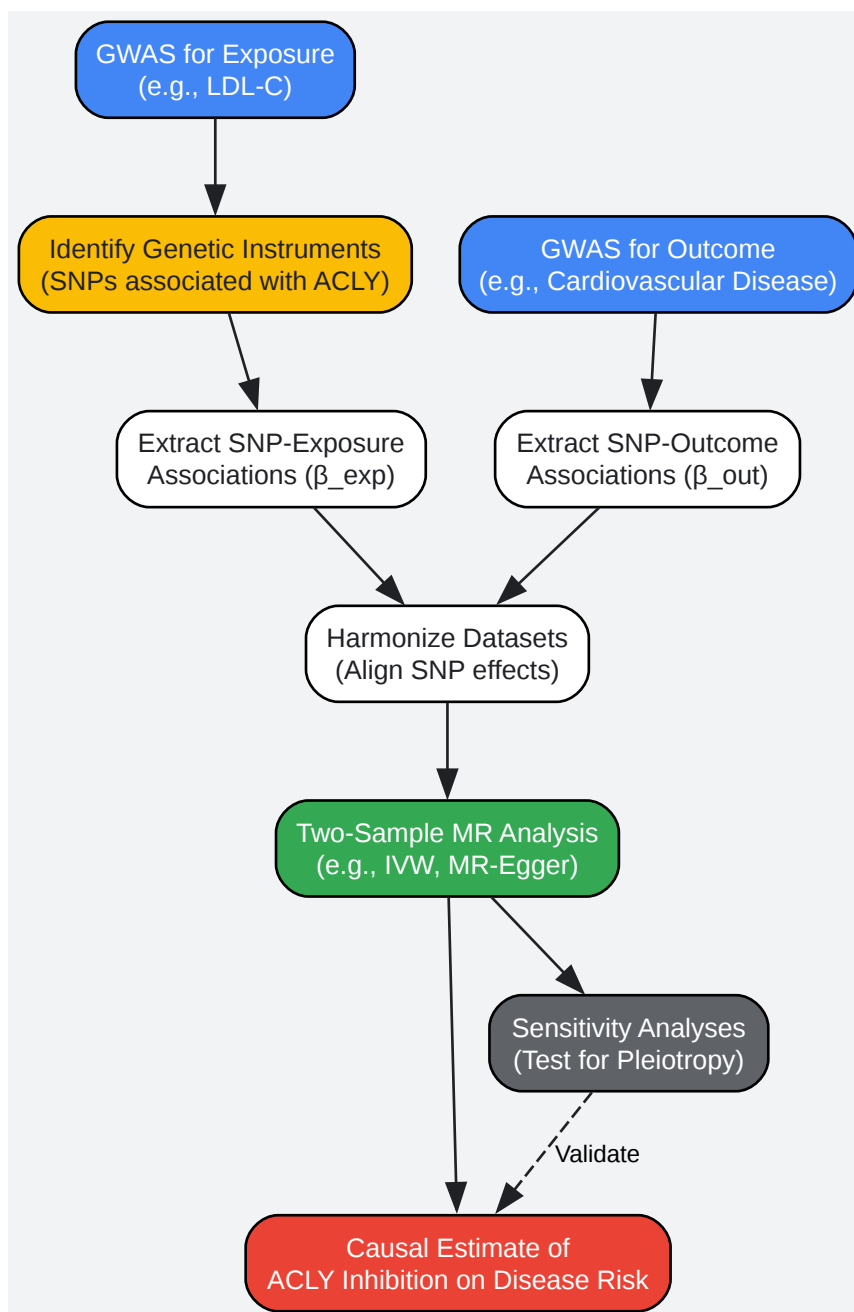 GWAS for Exposure
(e.g., LDL-C)
Identify Genetic Instruments
(SNPs associated with ACLY)
GWAS for Outcome
(e.g., Cardiovascular Disease)
Extract SNP-Exposure
Associations (β_exp)
Extract SNP-Outcome
Associations (β_out)
Harmonize Datasets
(Align SNP effects)
Two-Sample MR Analysis
(e.g., IVW, MR-Egger)
Sensitivity Analyses
(Test for Pleiotropy)
Validate
Causal Estimate of
ACLY Inhibition on Disease Risk